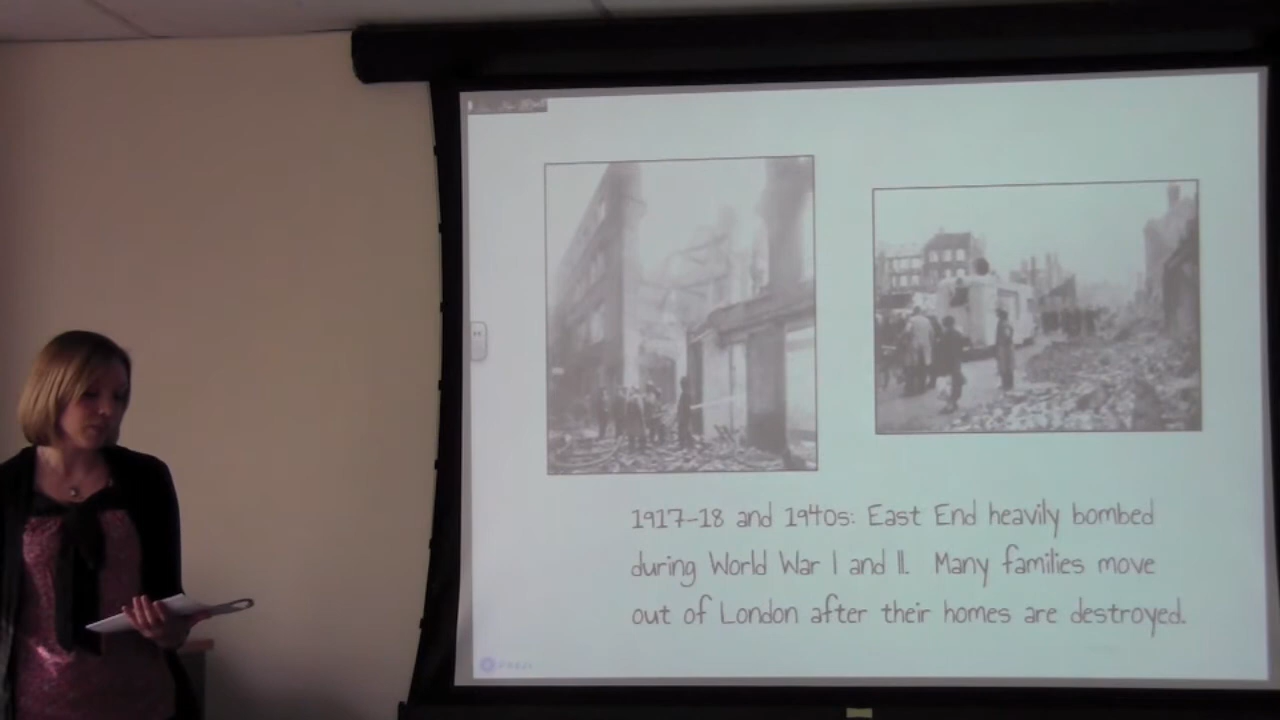 1917-18 and 1940s: East End heavily bombed
during World War I and II. Many families move
out of London after their homes are destroyed.